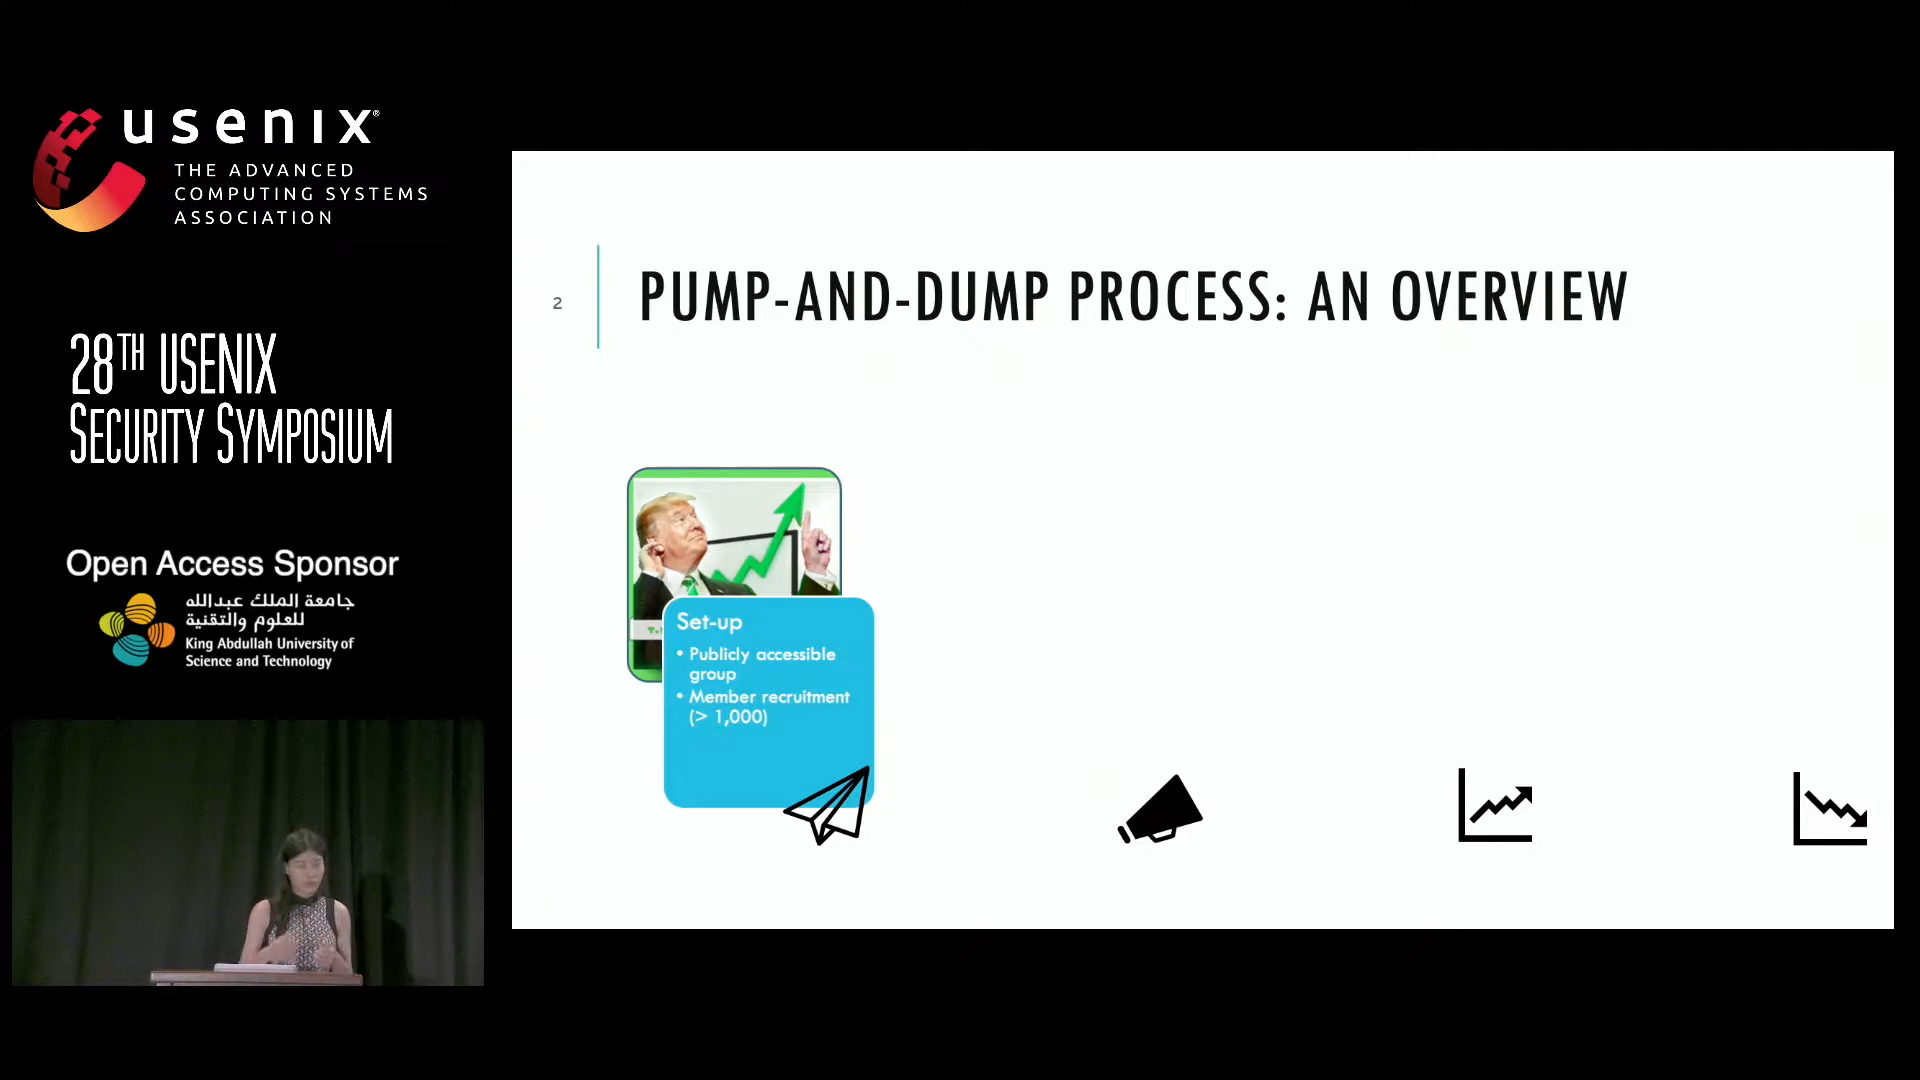 usenix®
THE ADVANCED
COMPUTING SYSTEMS
ASSOCIATION
28TH USENIX
SECURITY SYMPOSIUM
Open Access Sponsor
جامعة الملك عبدالله
للعلوم والتقنية
King Abdullah University of
Science and Technology
2
PUMP-AND-DUMP PROCESS: AN OVERVIEW
Set-up
• Publicly accessible
group
• Member recruitment
(> 1,000)